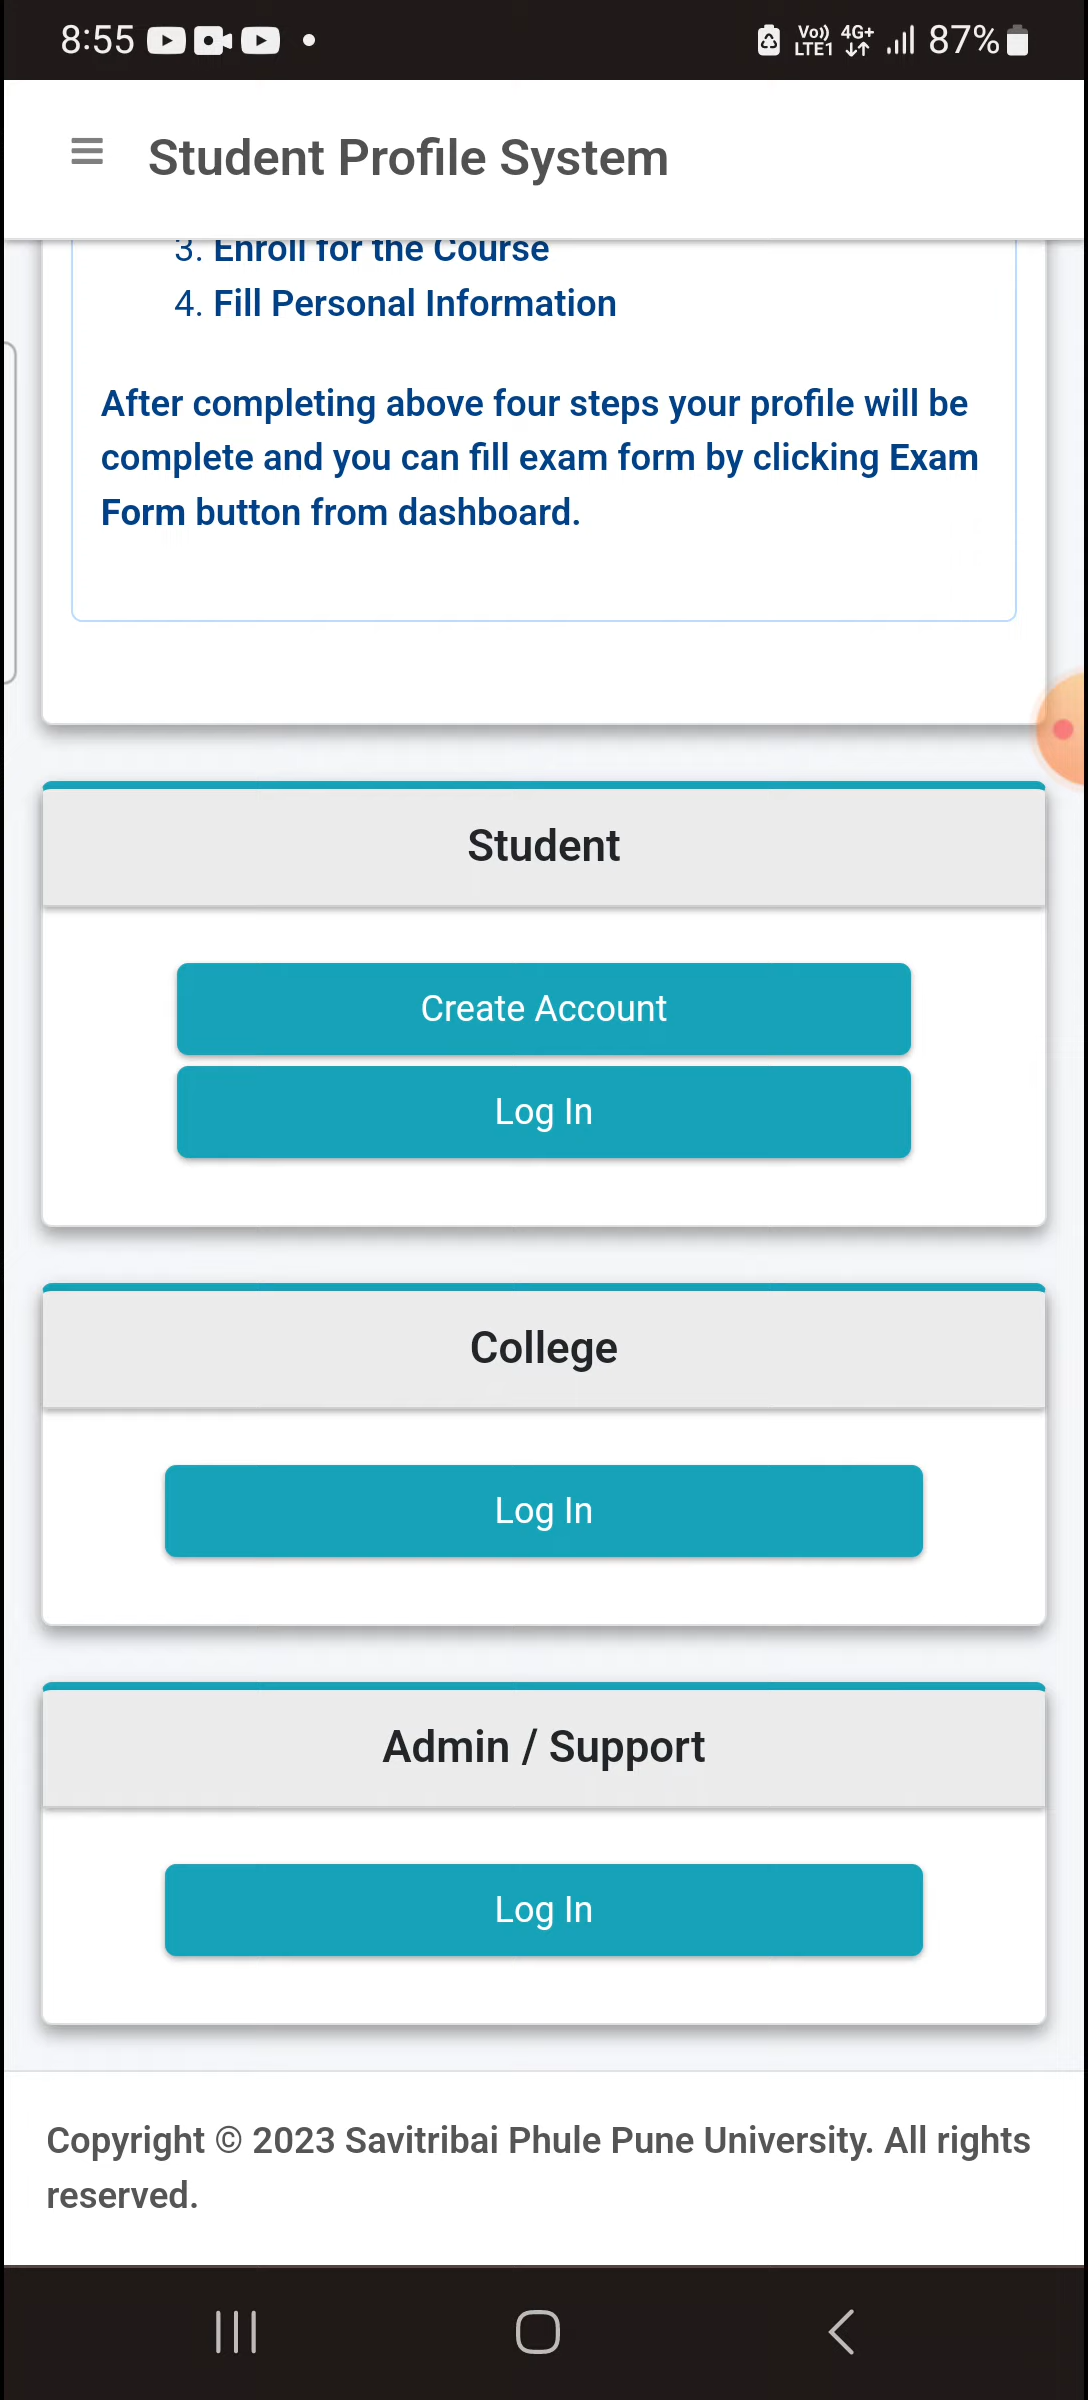 8:55
Vo)) 4G+
LTE1
87%
Student Profile System
3. Enroll for the Course
4. Fill Personal Information
After completing above four steps your profile will be
complete and you can fill exam form by clicking Exam
Form button from dashboard.
Student
Create Account
Log In
College
Log In
Admin / Support
Log In
Copyright © 2023 Savitribai Phule Pune University. All rights
reserved.